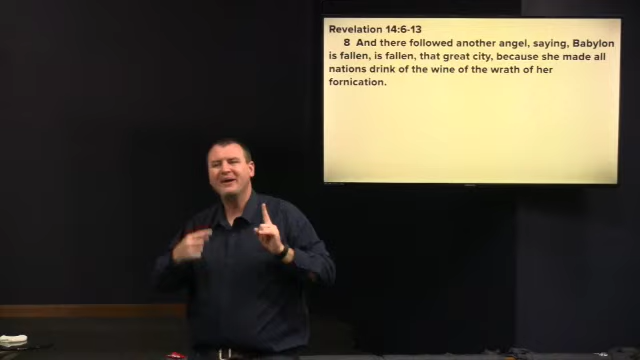 Revelation 14:6-13
8 And there followed another angel, saying, Babylon
is fallen, is fallen, that great city, because she made all
nations drink of the wine of the wrath of her
fornication.